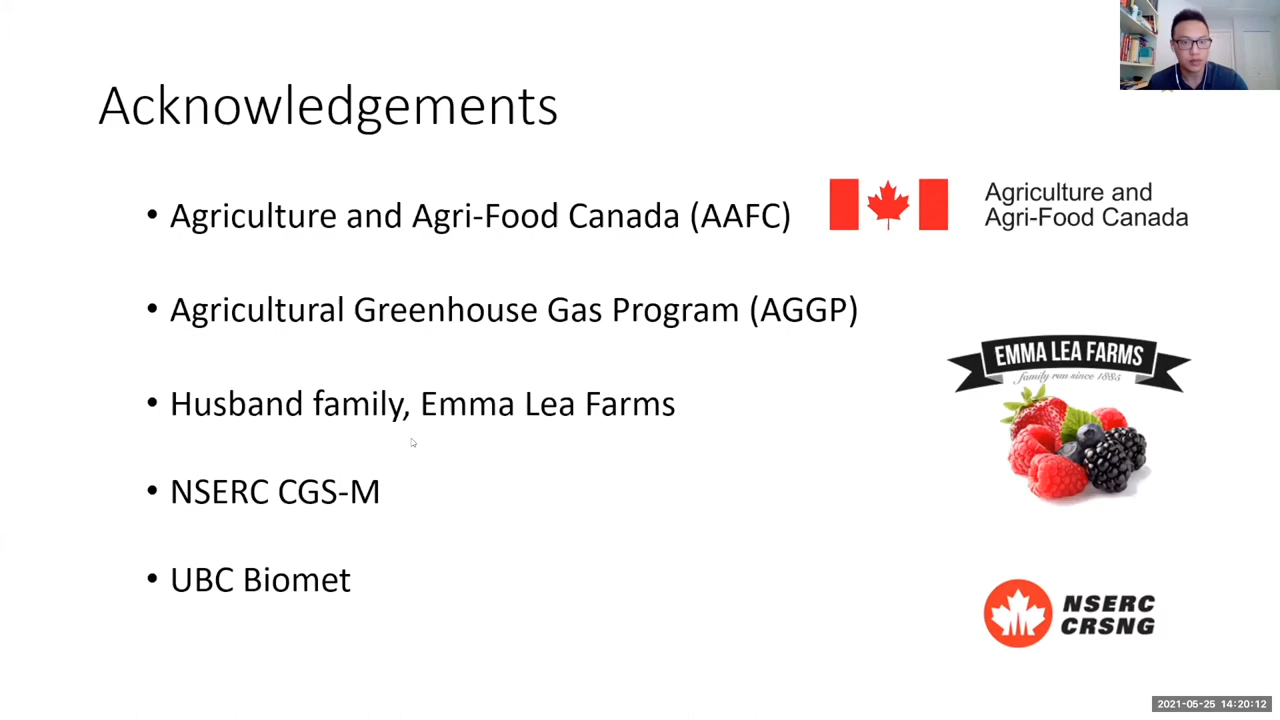 Acknowledgements
• Agriculture and Agri-Food Canada (AAFC)
Agriculture and
Agri-Food Canada
• Agricultural Greenhouse Gas Program (AGGP)
EMMA LEA FARMS
family run since 1885
• Husband family, Emma Lea Farms
• NSERC CGS-M
• UBC Biomet
NSERC
CRSNG
2021-05-25 14:20:12